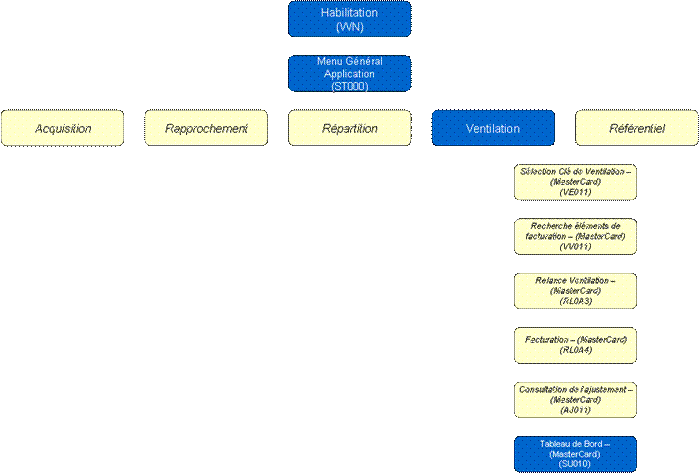 Habilitation
(VVN)
Menu Général
Application
(ST000)
Acquisition
Rapprochement
Répartition
Ventilation
Référentiel
Sélection Clé de Ventilation –
(MasterCard)
(VE011)
Recherche éléments de
facturation – (MasterCard)
(VV011)
Relance Ventilation –
(MasterCard)
(RL0A3)
Facturation – (MasterCard)
(RL0A4)
Consultation de l'ajustement –
(MasterCard)
(AJ011)
Tableau de Bord –
(MasterCard)
(SU010)